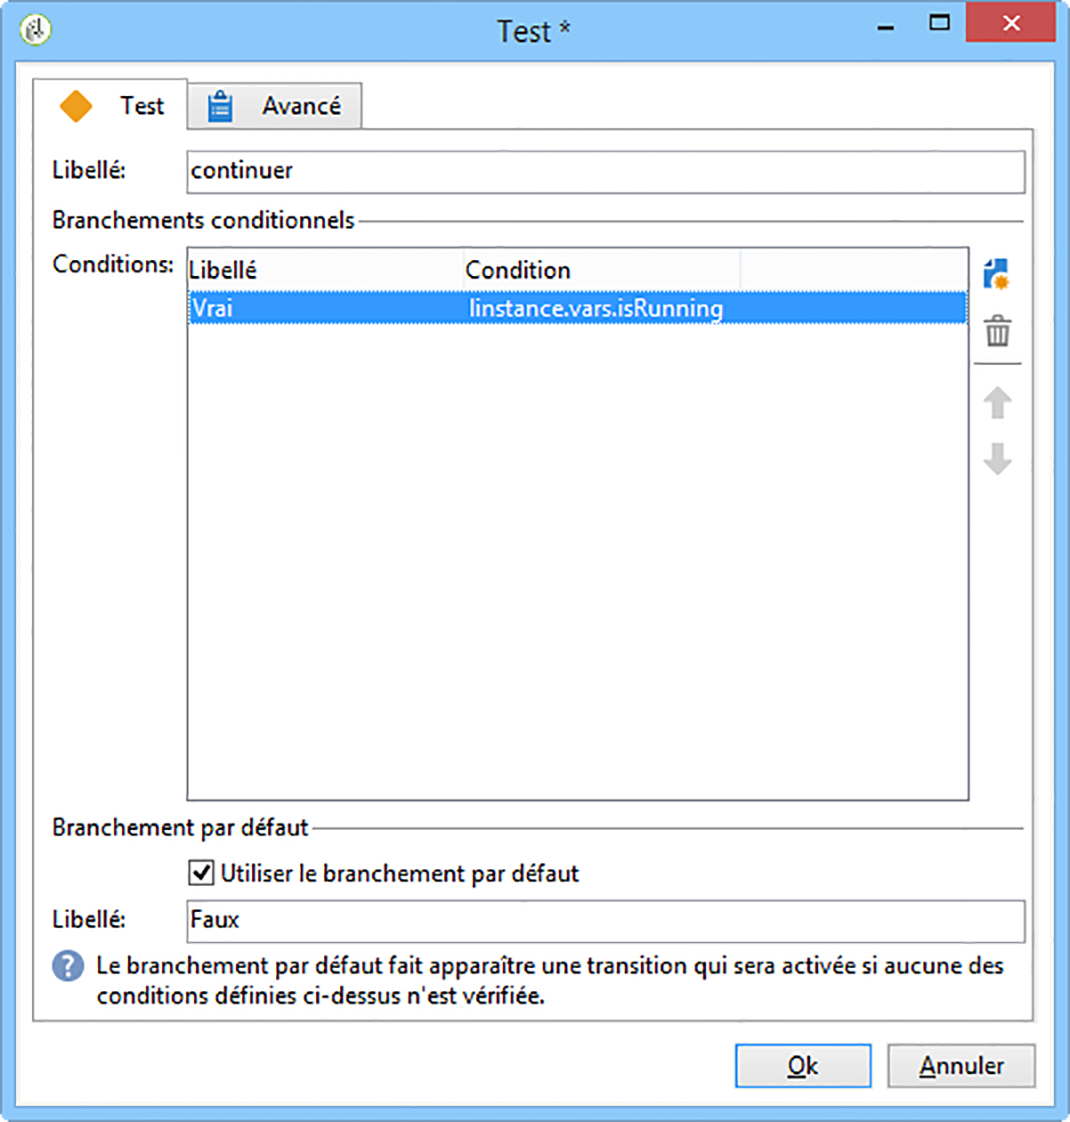 Test *
Test
Avancé
Libellé: continuer
Branchements conditionnels
Conditions:
Libellé Condition
Vrai !instance.vars.isRunning
Branchement par défaut
Utiliser le branchement par défaut
Libellé: Faux
? Le branchement par défaut fait apparaître une transition qui sera activée si aucune des
conditions définies ci-dessus n'est vérifiée.
Ok Annuler